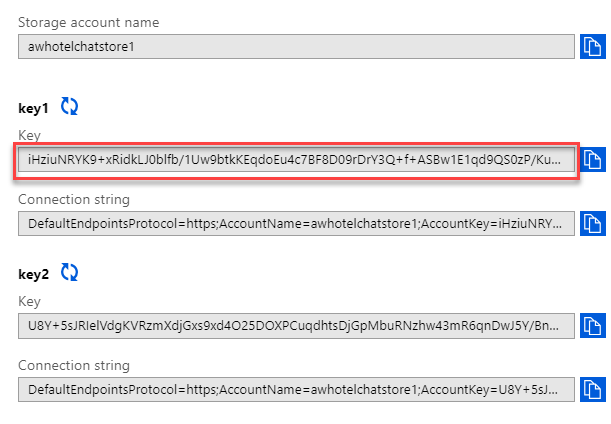 Storage account name
awhotelchatstore1
key1
Key
iHziuNRYK9+xRidkLJ0blfb/1Uw9btkKEqdoEu4c7BF8D09rDrY3Q+f+ASBw1E1qd9QS0zP/Ku...
Connection string
DefaultEndpointsProtocol=https;AccountName=awhotelchatstore1;AccountKey=iHziuNRY...
key2
Key
U8Y+5sJRIelVdgKVRzmXdjGxs9xd4O25DOXPCuqdhtsDjGpMbuRNzhw43mR6qnDwJ5Y/Bn...
Connection string
DefaultEndpointsProtocol=https;AccountName=awhotelchatstore1;AccountKey=U8Y+5sJ...